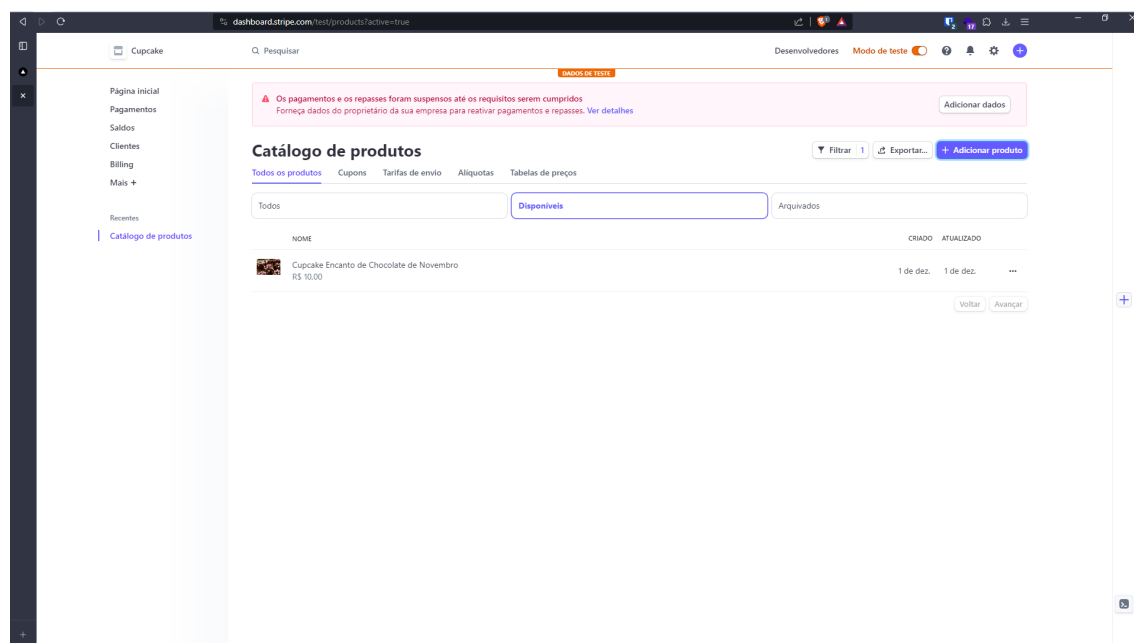 dashboard.stripe.com/test/products?active=true
2
17
Cupcake
Pesquisar
Desenvolvedores
Modo de teste
DADOS DE TESTE
Página inicial
Pagamentos
Saldos
Clientes
Billing
Mais +
Recentes
Catálogo de produtos
Os pagamentos e os repasses foram suspensos até os requisitos serem cumpridos
Forneça dados do proprietário da sua empresa para reativar pagamentos e repasses. Ver detalhes
Adicionar dados
Catálogo de produtos
Filtrar 1
Exportar...
+ Adicionar produto
Todos os produtos
Cupons
Tarifas de envio
Alíquotas
Tabelas de preços
Todos
Disponíveis
Arquivados
NOME
CRIADO
ATUALIZADO
Cupcake Encanto de Chocolate de Novembro
R$ 10,00
1 de dez.
1 de dez.
Voltar
Avançar